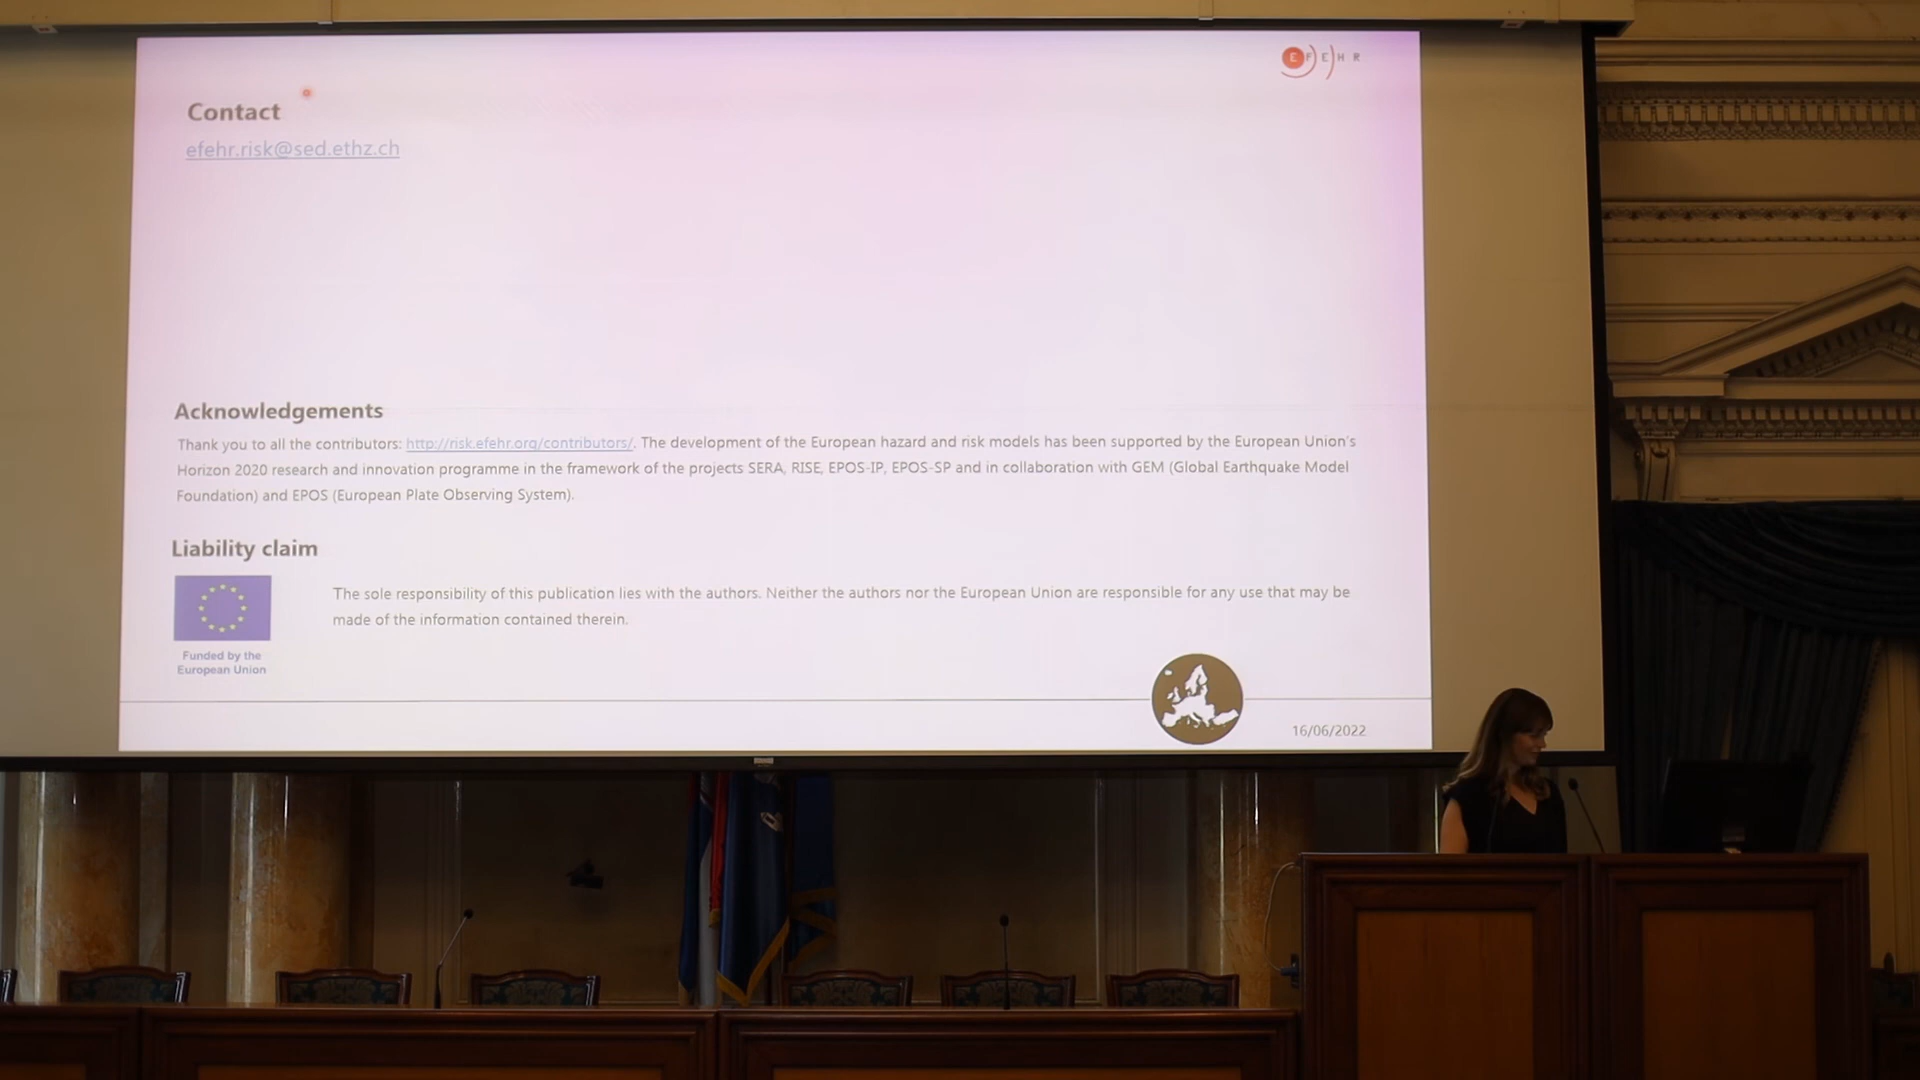 EFEHR
Contact
efehr.risk@sed.ethz.ch
Acknowledgements
Thank you to all the contributors: http://risk.efehr.org/contributors/. The development of the European hazard and risk models has been supported by the European Union's
Horizon 2020 research and innovation programme in the framework of the projects SERA, RISE, EPOS-IP, EPOS-SP and in collaboration with GEM (Global Earthquake Model
Foundation) and EPOS (European Plate Observing System).
Liability claim
The sole responsibility of this publication lies with the authors. Neither the authors nor the European Union are responsible for any use that may be
made of the information contained therein.
Funded by the
European Union
16/06/2022